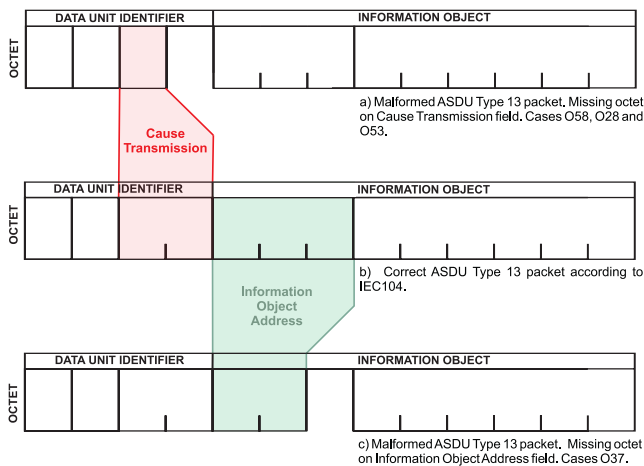 DATA UNIT IDENTIFIER INFORMATION OBJECT
OCTET
a) Malformed ASDU Type 13 packet. Missing octet
on Cause Transmission field. Cases O58, O28 and
O53.
Cause
Transmission
DATA UNIT IDENTIFIER INFORMATION OBJECT
OCTET
b) Correct ASDU Type 13 packet according to
IEC104.
Information
Object
Address
DATA UNIT IDENTIFIER INFORMATION OBJECT
OCTET
c) Malformed ASDU Type 13 packet. Missing octet
on Information Object Address field. Cases O37.